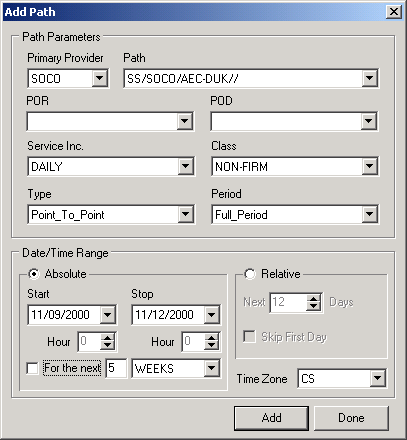 Add Path
Path Parameters
Primary Provider Path
SOCO SS/SOCO/AEC-DUK//
POR POD
Service Inc. Class
DAILY NON-FIRM
Type Period
Point_To_Point Full_Period
Date/Time Range
Absolute Relative
Start Stop
Next 12 Days
11/09/2000 11/12/2000
Hour 0 Hour 0
Skip First Day
For the next 5 WEEKS
Time Zone CS
Add Done